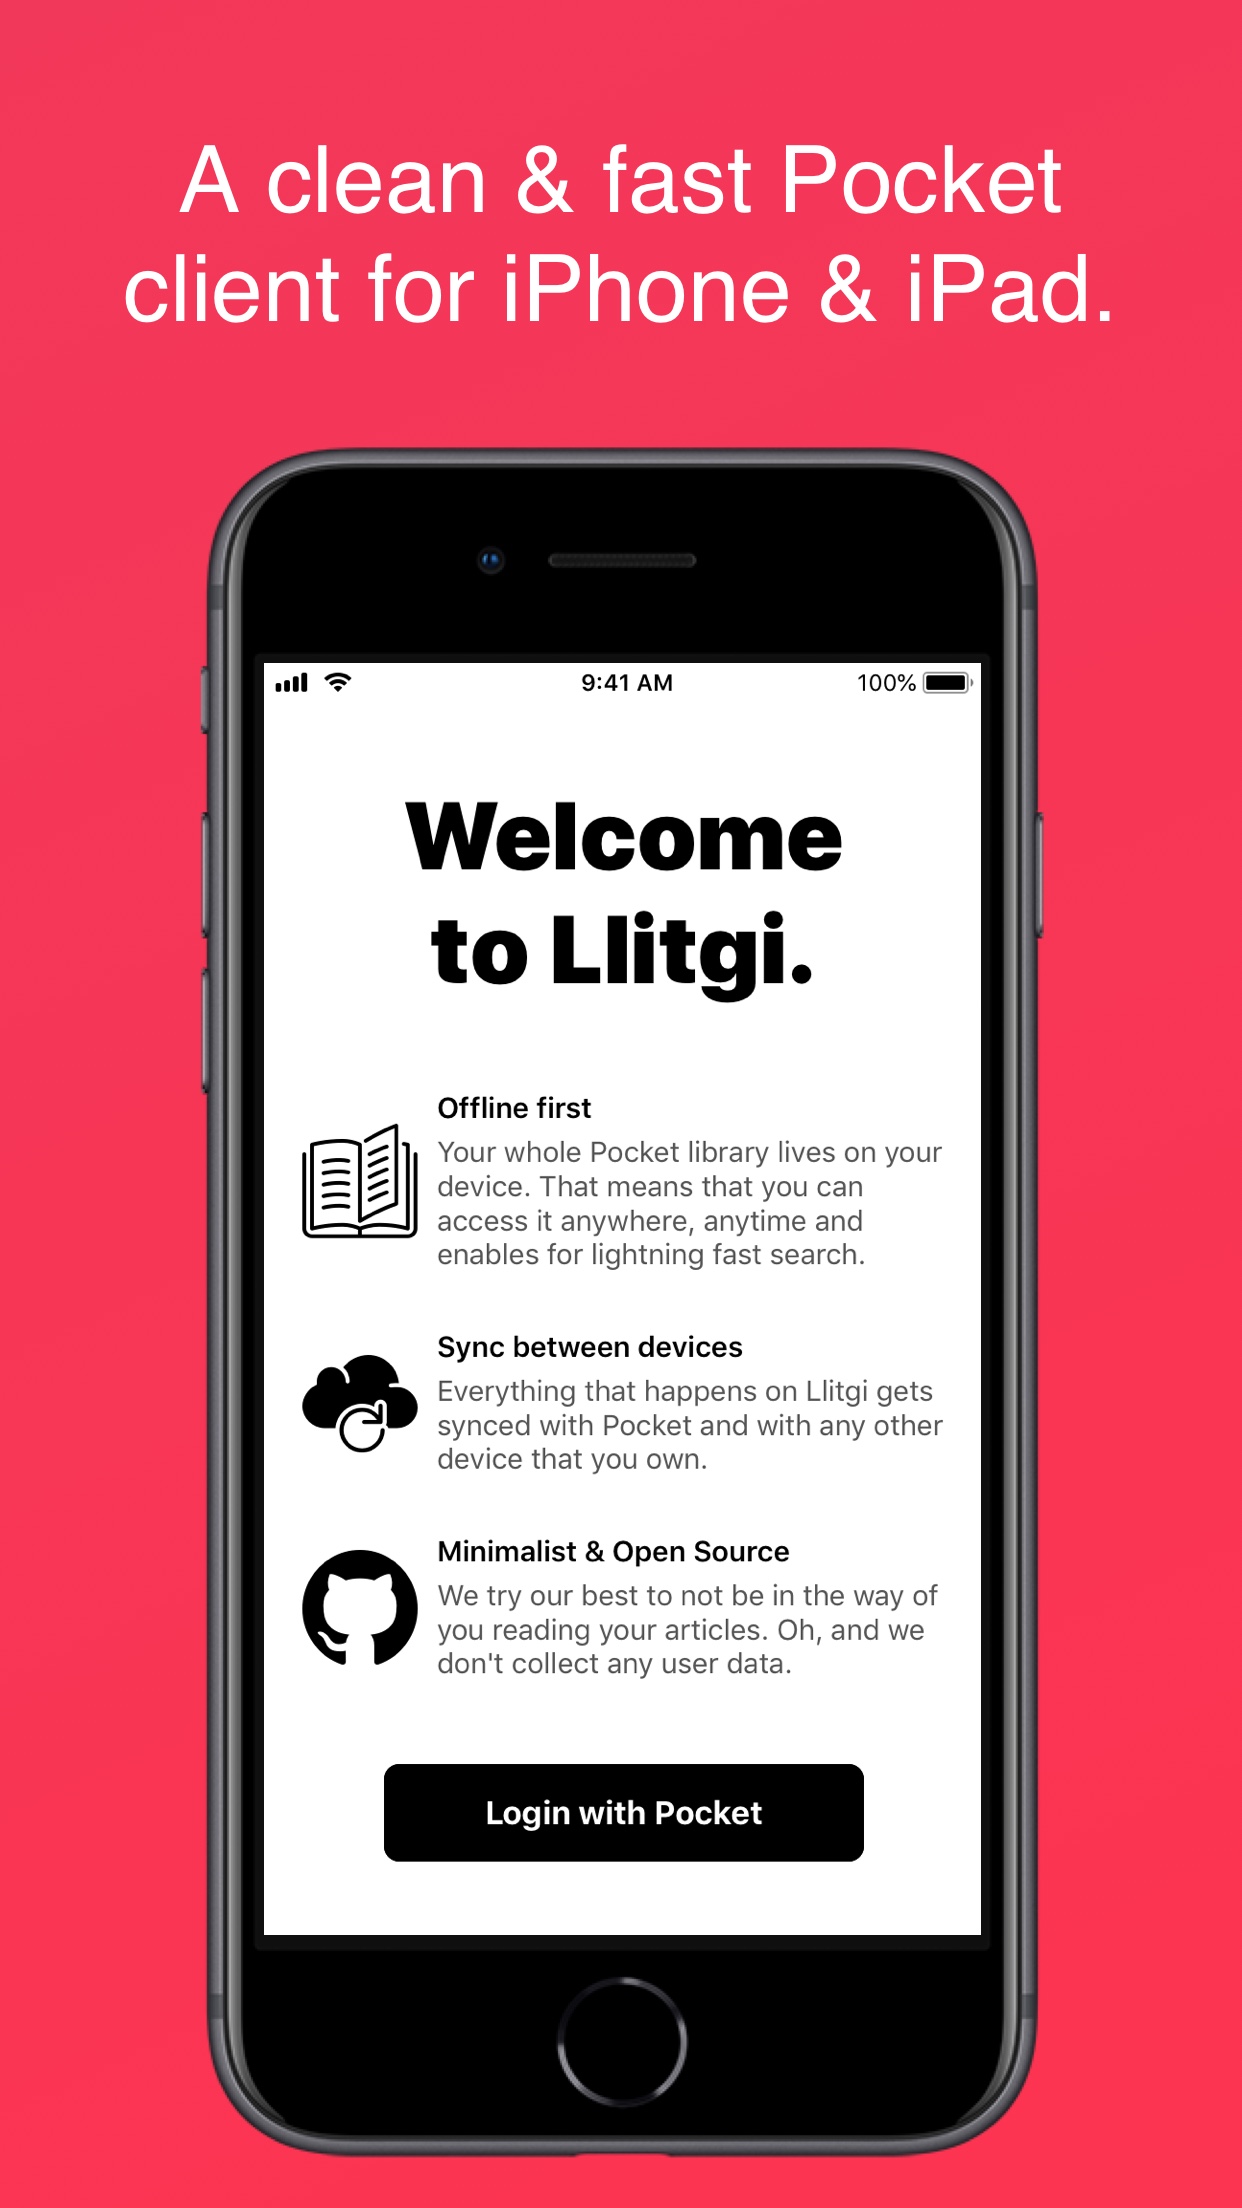 A clean & fast Pocket
client for iPhone & iPad.
9:41 AM
100%
Welcome
to Llitgi.
Offline first
Your whole Pocket library lives on your
device. That means that you can
access it anywhere, anytime and
enables for lightning fast search.
Sync between devices
Everything that happens on Llitgi gets
synced with Pocket and with any other
device that you own.
Minimalist & Open Source
We try our best to not be in the way of
you reading your articles. Oh, and we
don't collect any user data.
Login with Pocket